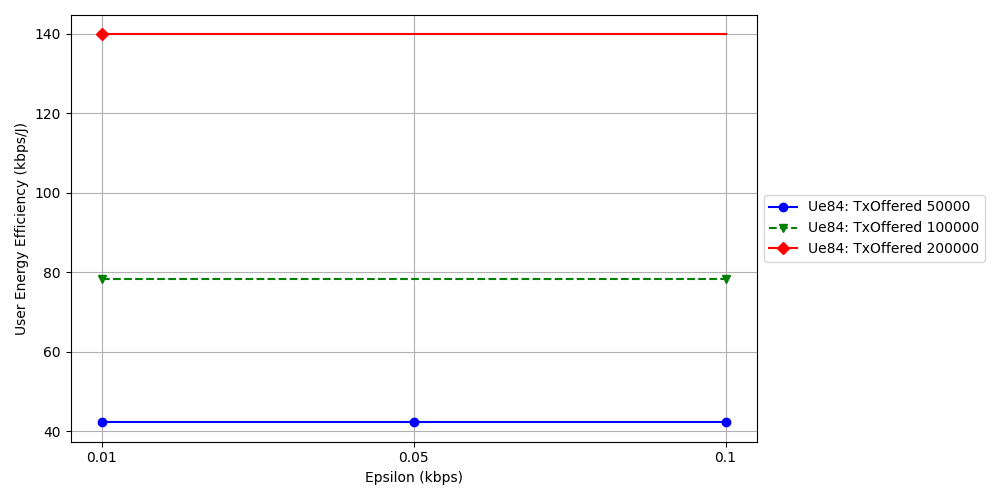 140
120
100
80
60
40
User Energy Efficiency (kbps/J)
0.01
0.05
0.1
Epsilon (kbps)
Ue84: TxOffered 50000
Ue84: TxOffered 100000
Ue84: TxOffered 200000